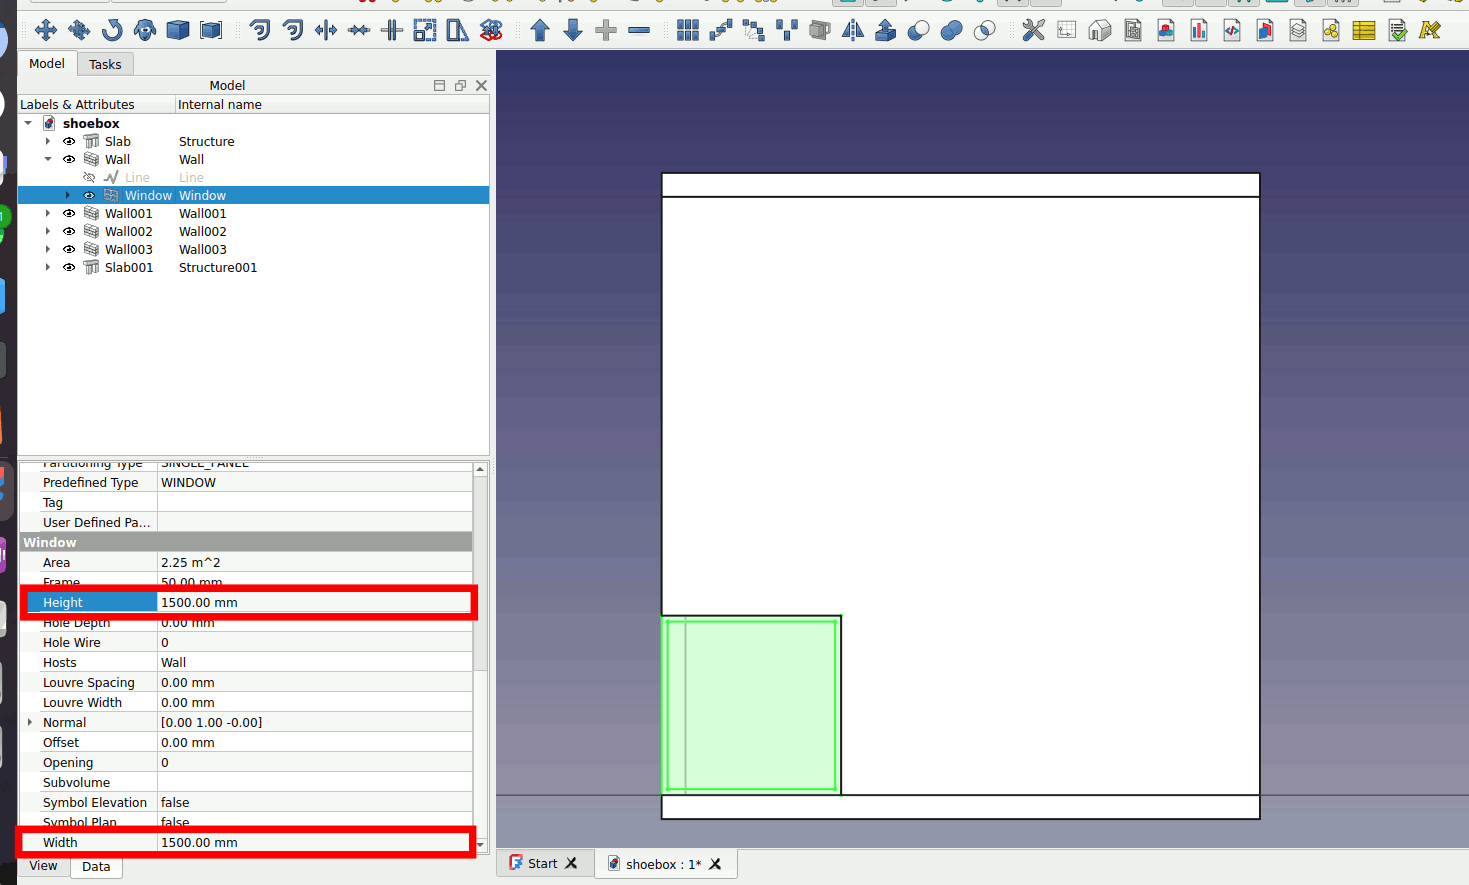 Model Tasks
Model
Labels & Attributes Internal name
shoebox
Slab Structure
Wall Wall
Line Line
Window Window
Wall001 Wall001
Wall002 Wall002
Wall003 Wall003
Slab001 Structure001
Partitioning Type SINGLE_PANEL
Predefined Type WINDOW
Tag
User Defined Pa...
Window
Area 2.25 m^2
Frame 50.00 mm
Height 1500.00 mm
Hole Depth 0.00 mm
Hole Wire 0
Hosts Wall
Louvre Spacing 0.00 mm
Louvre Width 0.00 mm
Normal [0.00 1.00 -0.00]
Offset 0.00 mm
Opening 0
Subvolume
Symbol Elevation false
Symbol Plan false
Width 1500.00 mm
View Data
Start shoebox : 1*